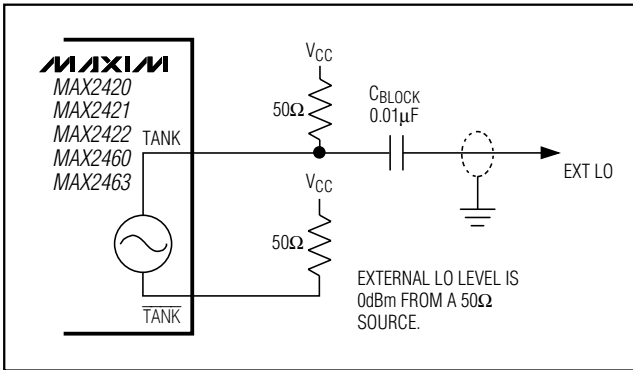 MAXIM
MAX2420
MAX2421
MAX2422
MAX2460
MAX2463
TANK
TANK
VCC
50Ω
CBLOCK
0.01µF
EXT LO
VCC
50Ω
EXTERNAL LO LEVEL IS
0dBm FROM A 50Ω
SOURCE.